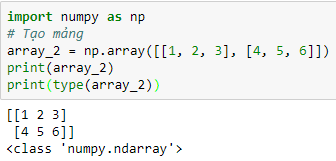 import numpy as np
# Tạo mảng
array_2 = np.array([[1, 2, 3], [4, 5, 6]])
print(array_2)
print(type(array_2))
[[1 2 3]
 [4 5 6]]
<class 'numpy.ndarray'>